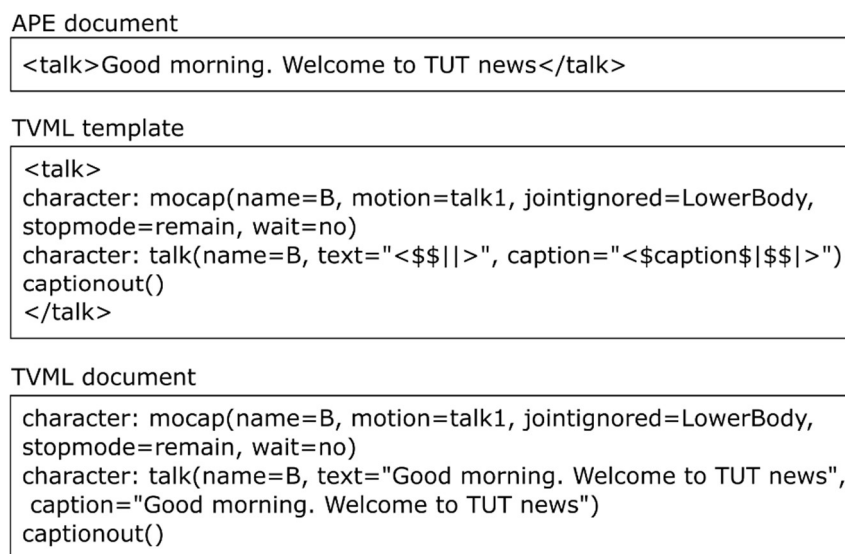 APE document
<talk>Good morning. Welcome to TUT news</talk>
TVML template
<talk>
character: mocap(name=B, motion=talk1, jointignored=LowerBody,
stopmode=remain, wait=no)
character: talk(name=B, text="<$$||>", caption="<$caption$|$$|>")
captionout()
</talk>
TVML document
character: mocap(name=B, motion=talk1, jointignored=LowerBody,
stopmode=remain, wait=no)
character: talk(name=B, text="Good morning. Welcome to TUT news",
caption="Good morning. Welcome to TUT news")
captionout()